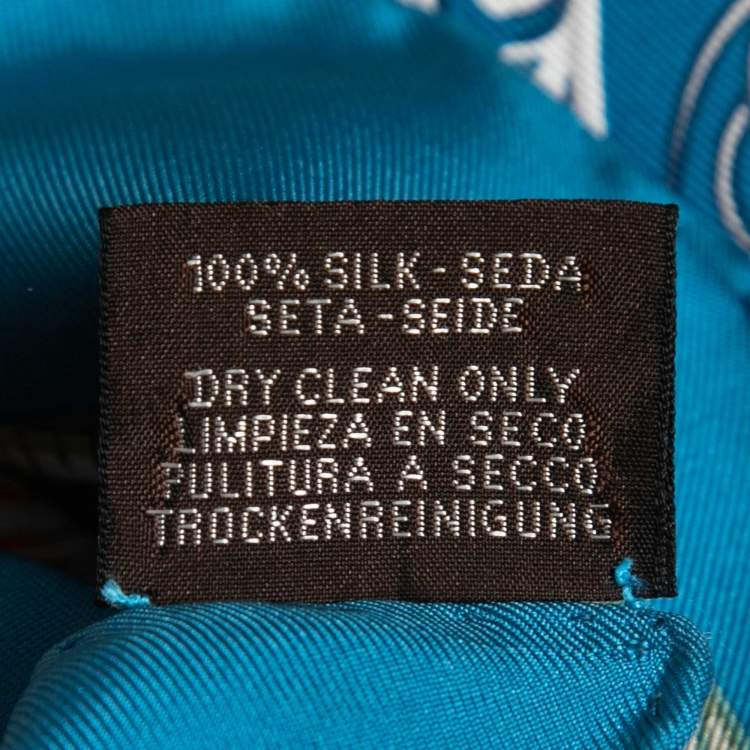 100% SILK-SEDA
SETA-SEIDE
DRY CLEAN ONLY
LIMPIEZA EN SECO
PULITURA A SECCO
TROCKENREINIGUNG